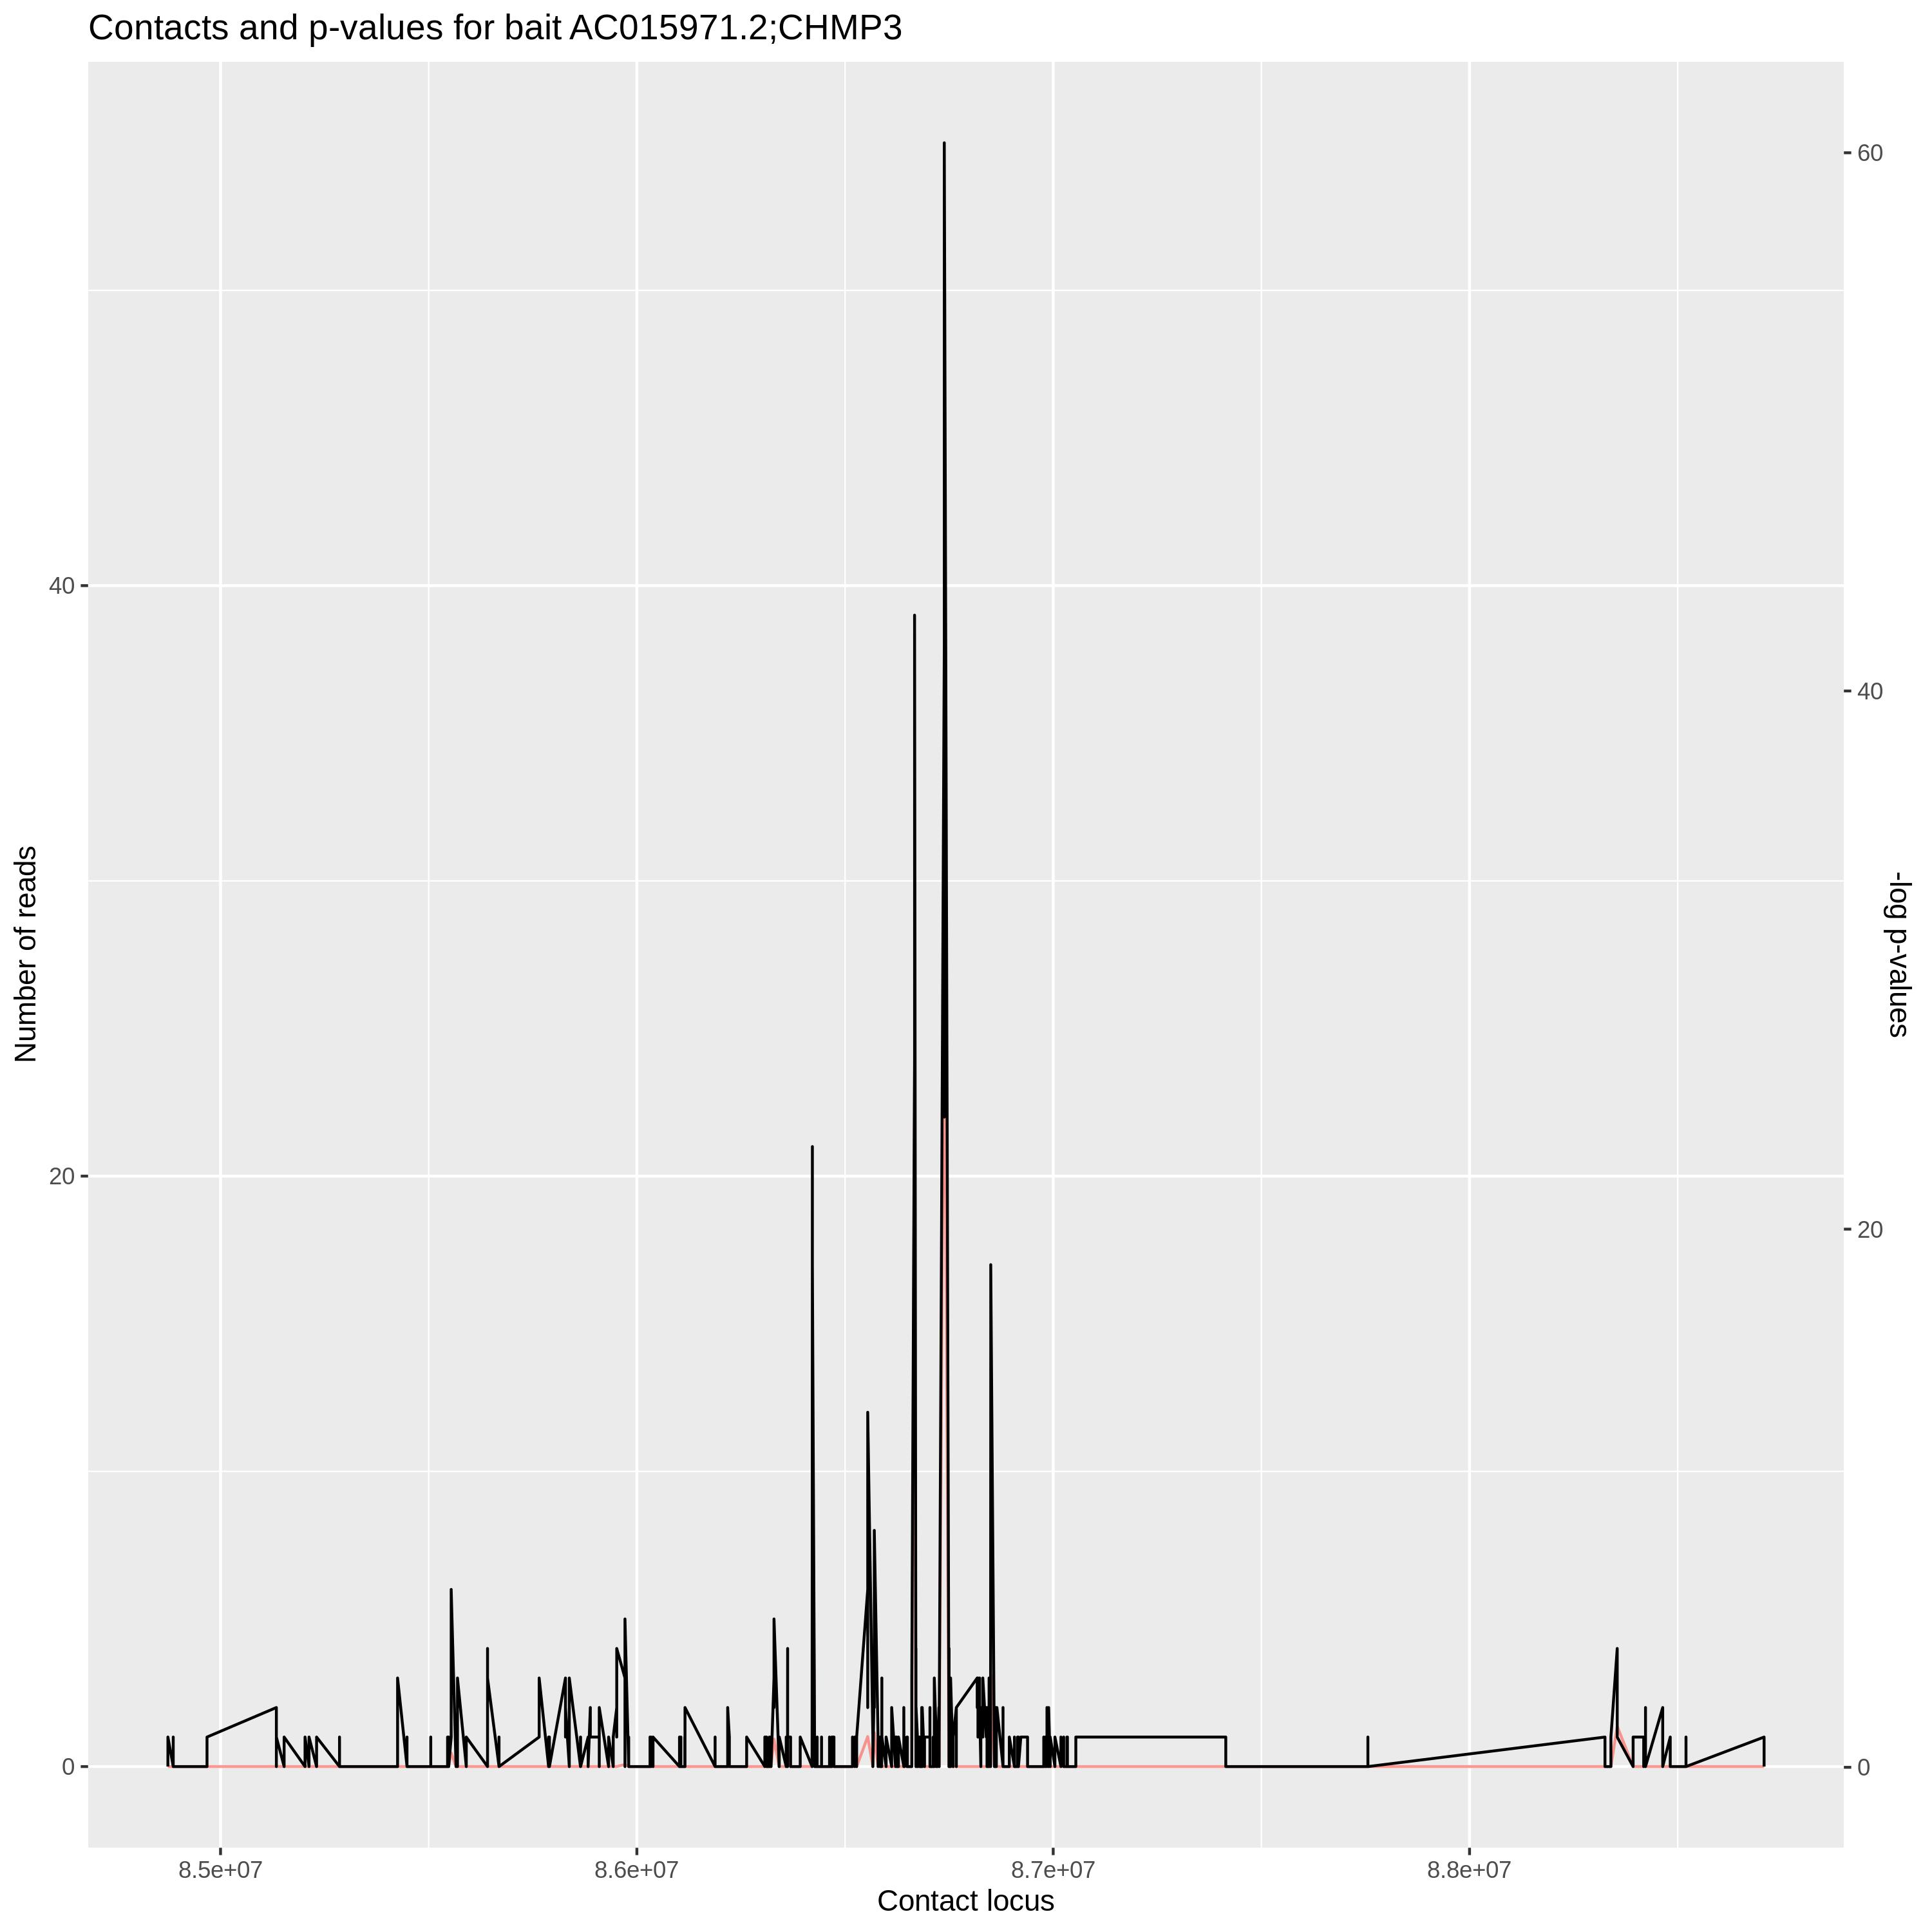 Contacts and p-values for bait AC015971.2;CHMP3
Number of reads
40
20
0
60
40
20
0
-log p-values
8.5e+07
8.6e+07
8.7e+07
8.8e+07
Contact locus